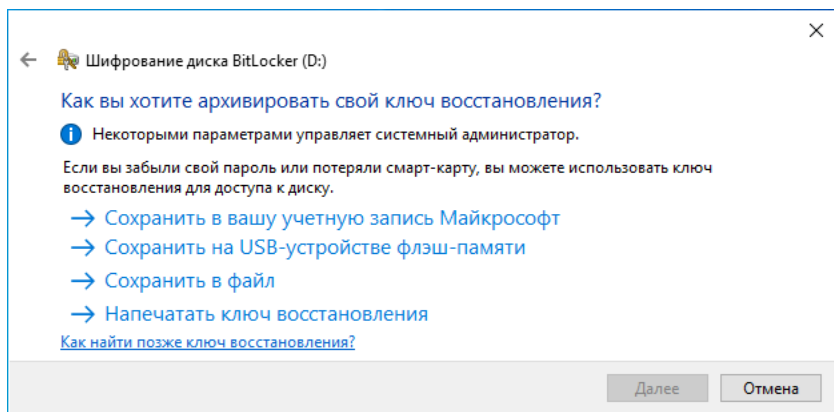 Шифрование диска BitLocker (D:)
Как вы хотите архивировать свой ключ восстановления?
Некоторыми параметрами управляет системный администратор.
Если вы забыли свой пароль или потеряли смарт-карту, вы можете использовать ключ
восстановления для доступа к диску.
Сохранить в вашу учетную запись Майкрософт
Сохранить на USB-устройстве флэш-памяти
Сохранить в файл
Напечатать ключ восстановления
Как найти позже ключ восстановления?
Далее Отмена